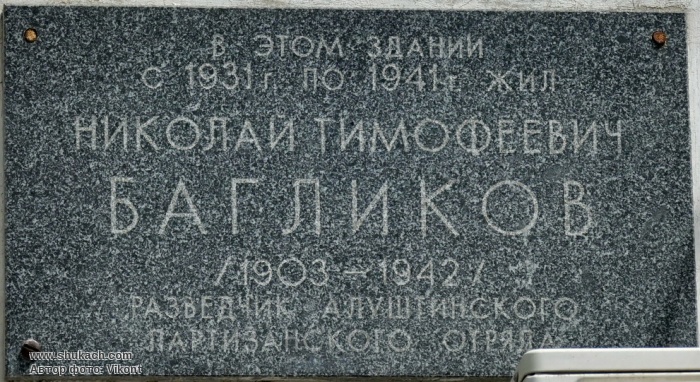 В ЭТОМ ЗДАНИИ
С 1931 г. ПО 1941 г. ЖИЛ
НИКОЛАЙ ТИМОФЕЕВИЧ
БАГЛИКОВ
/1903 — 1942/
РАЗВЕДЧИК АЛУШТИНСКОГО
ПАРТИЗАНСКОГО ОТРЯДА
www.shukach.com
Автор фото: Vikont